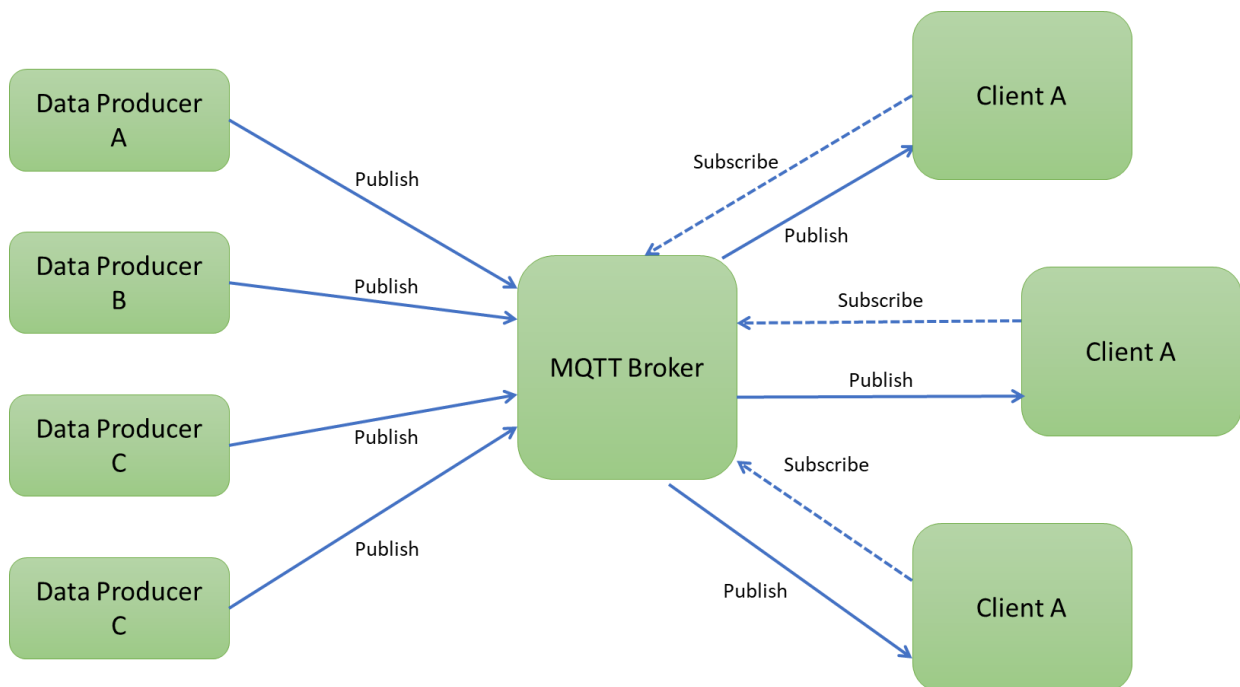 Data Producer
A
Data Producer
B
Data Producer
C
Data Producer
C
Publish
Publish
Publish
Publish
MQTT Broker
Subscribe
Publish
Subscribe
Publish
Subscribe
Publish
Client A
Client A
Client A